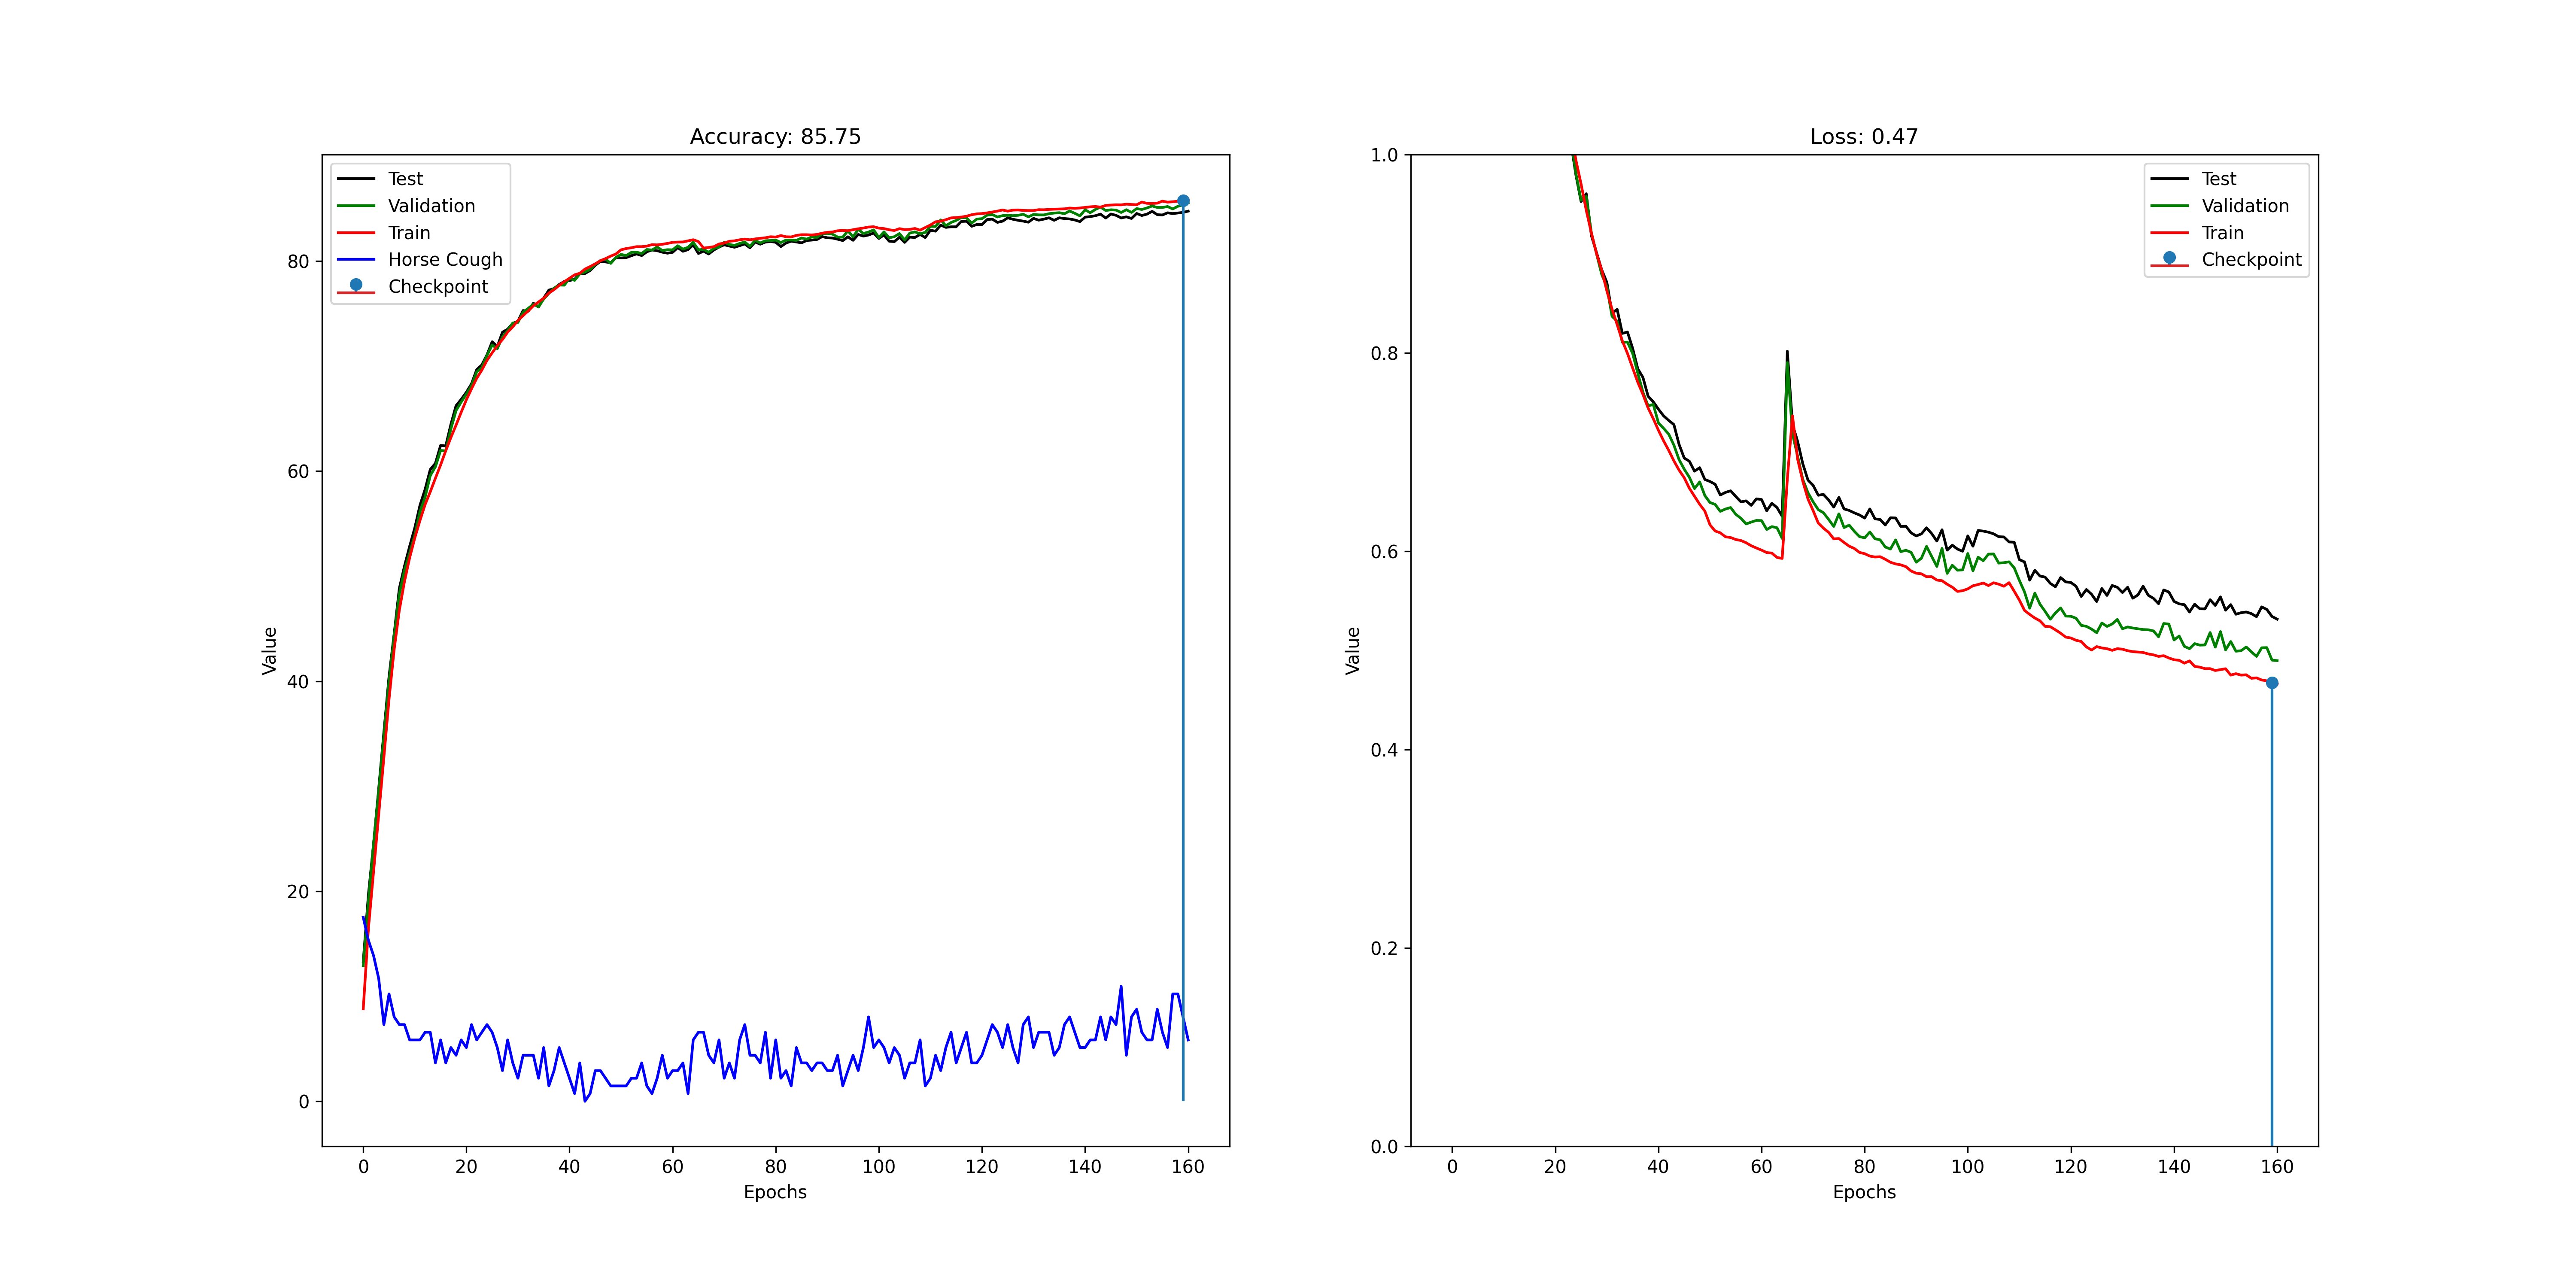 Accuracy: 85.75
Test
Validation
Train
Horse Cough
Checkpoint
80
60
40
20
0
Value
0 20 40 60 80 100 120 140 160
Epochs
Loss: 0.47
Test
Validation
Train
Checkpoint
1.0
0.8
0.6
0.4
0.2
0.0
Value
0 20 40 60 80 100 120 140 160
Epochs